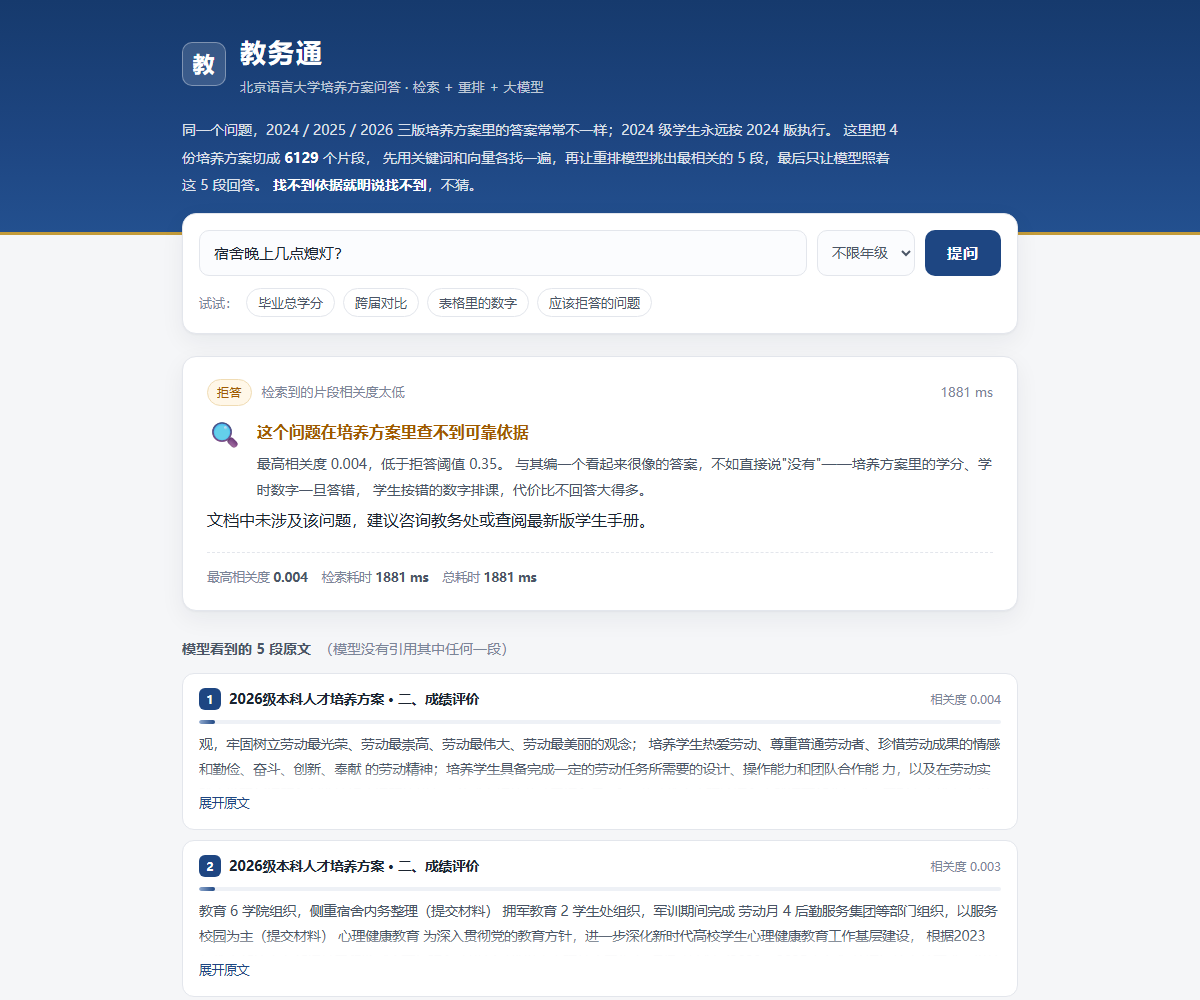 教
教务通
北京语言大学培养方案问答 · 检索 + 重排 + 大模型
同一个问题，2024 / 2025 / 2026 三版培养方案里的答案常常不一样；2024 级学生永远按 2024 版执行。 这里把 4
份培养方案切成 6129 个片段， 先用关键词和向量各找一遍，再让重排模型挑出最相关的 5 段，最后只让模型照着
这 5 段回答。 找不到依据就明说找不到，不猜。
宿舍晚上几点熄灯？
不限年级
提问
试试：
毕业总学分
跨届对比
表格里的数字
应该拒答的问题
拒答
检索到的片段相关度太低
1881 ms
这个问题在培养方案里查不到可靠依据
最高相关度 0.004，低于拒答阈值 0.35。 与其编一个看起来很像的答案，不如直接说"没有"——培养方案里的学分、学
时数字一旦答错， 学生按错的数字排课，代价比不回答大得多。
文档中未涉及该问题，建议咨询教务处或查阅最新版学生手册。
最高相关度 0.004 检索耗时 1881 ms 总耗时 1881 ms
模型看到的 5 段原文 （模型没有引用其中任何一段）
1 2026级本科人才培养方案 • 二、成绩评价
相关度 0.004
观，牢固树立劳动最光荣、劳动最崇高、劳动最伟大、劳动最美丽的观念； 培养学生热爱劳动、尊重普通劳动者、珍惜劳动成果的情感
和勤俭、奋斗、创新、奉献 的劳动精神；培养学生具备完成一定的劳动任务所需要的设计、操作能力和团队合作能 力，以及在劳动实
展开原文
2 2026级本科人才培养方案 • 二、成绩评价
相关度 0.003
教育 6 学院组织，侧重宿舍内务整理（提交材料） 拥军教育 2 学生处组织，军训期间完成 劳动月 4 后勤服务集团等部门组织，以服务
校园为主（提交材料） 心理健康教育 为深入贯彻党的教育方针，进一步深化新时代高校学生心理健康教育工作基层建设， 根据2023
展开原文